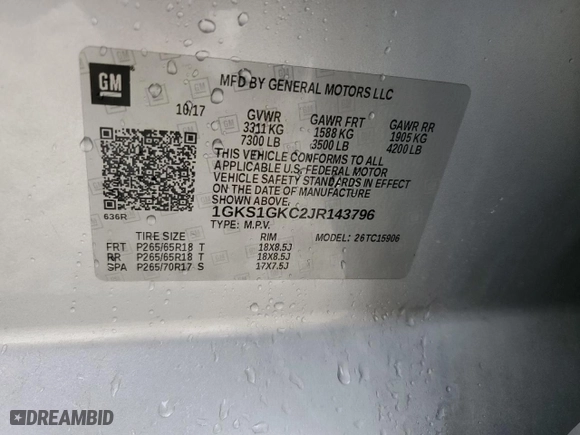 GM
MFD BY GENERAL MOTORS LLC
10/17
GVWR GAWR FRT GAWR RR
3311 KG 1588 KG 1905 KG
7300 LB 3500 LB 4200 LB
THIS VEHICLE CONFORMS TO ALL
APPLICABLE U.S. FEDERAL MOTOR
VEHICLE SAFETY STANDARDS IN EFFECT
ON THE DATE OF MANUFACTURE
SHOWN ABOVE.
1GKS1GKC2JR143796
636R
TYPE: M.P.V. MODEL: 26TC15906
TIRE SIZE RIM
FRT P265/65R18 T 18X8.5J
RR P265/65R18 T 18X8.5J
SPA P265/70R17 S 17X7.5J
DREAMBID